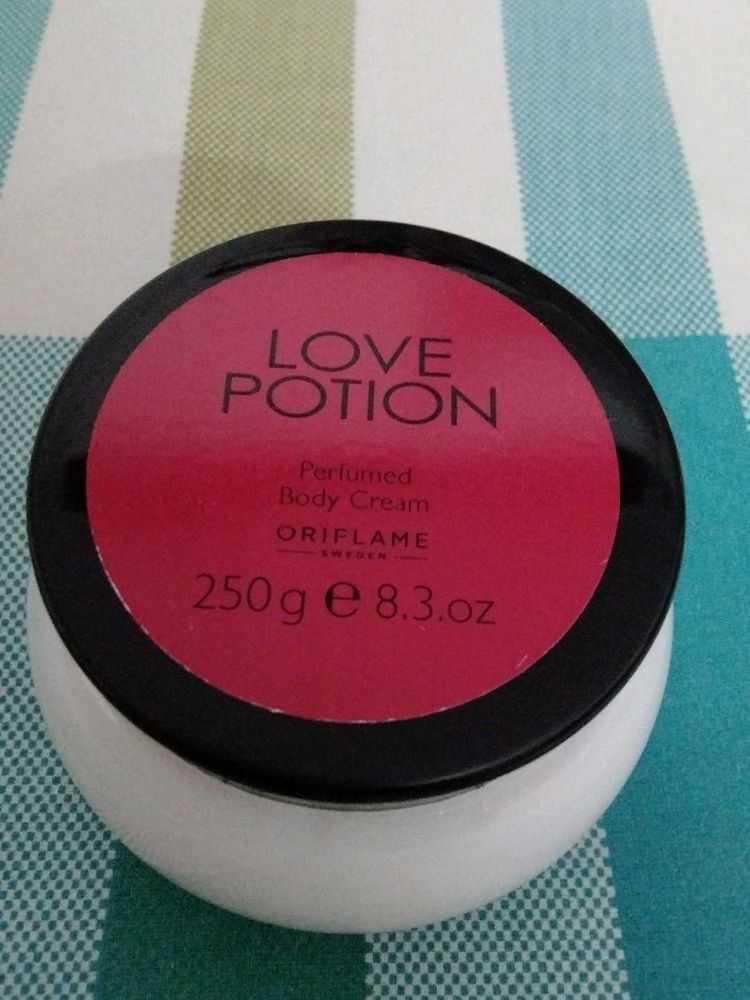 LOVE
POTION
Perfumed
Body Cream
ORIFLAME
SWEDEN
250g ℮ 8.3.oz